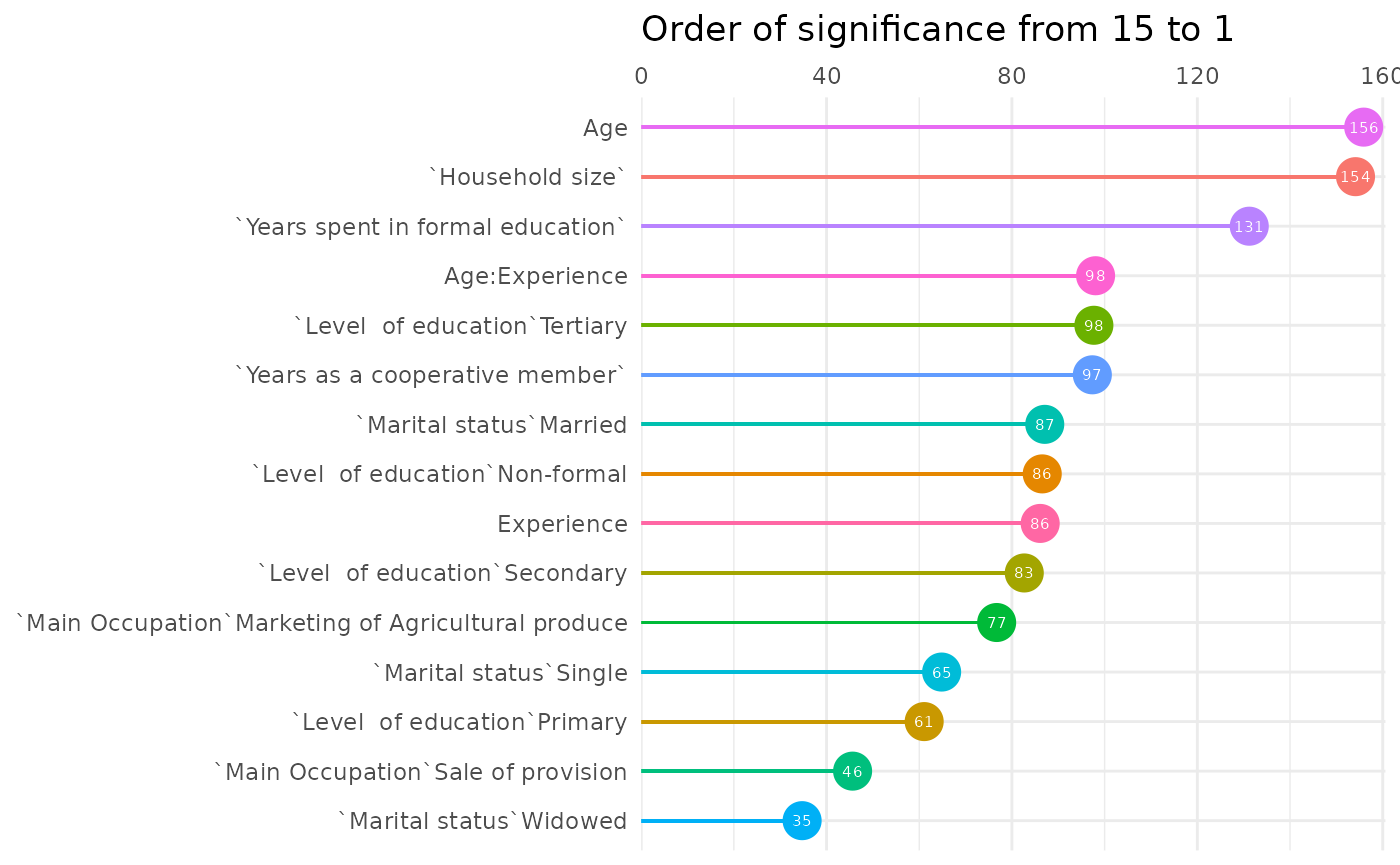 Order of significance from 15 to 1
0 40 80 120 160
Age 156
`Household size` 154
`Years spent in formal education` 131
Age:Experience 98
`Level  of education`Tertiary 98
`Years as a cooperative member` 97
`Marital status`Married 87
`Level  of education`Non-formal 86
Experience 86
`Level  of education`Secondary 83
`Main Occupation`Marketing of Agricultural produce 77
`Marital status`Single 65
`Level  of education`Primary 61
`Main Occupation`Sale of provision 46
`Marital status`Widowed 35